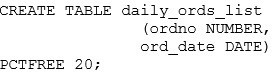 CREATE TABLE daily_ords_list
(ordno NUMBER,
ord_date DATE)
PCTFREE 20;